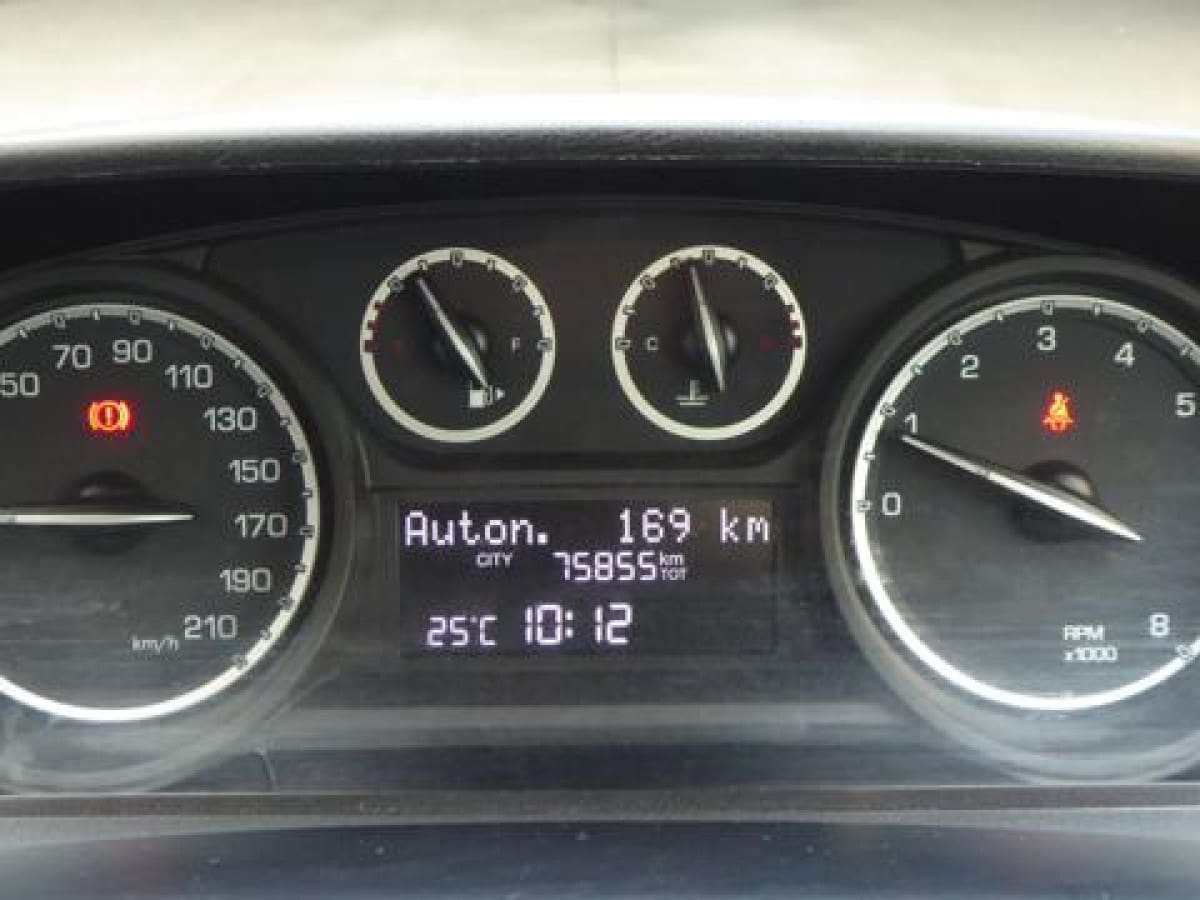 50 70 90 110 130 150 170 190 210
km/h
F
C
0 1 2 3 4 5 8
RPM
x1000
Auton. 169 km
CITY 75855 km TOT
25°C 10:12